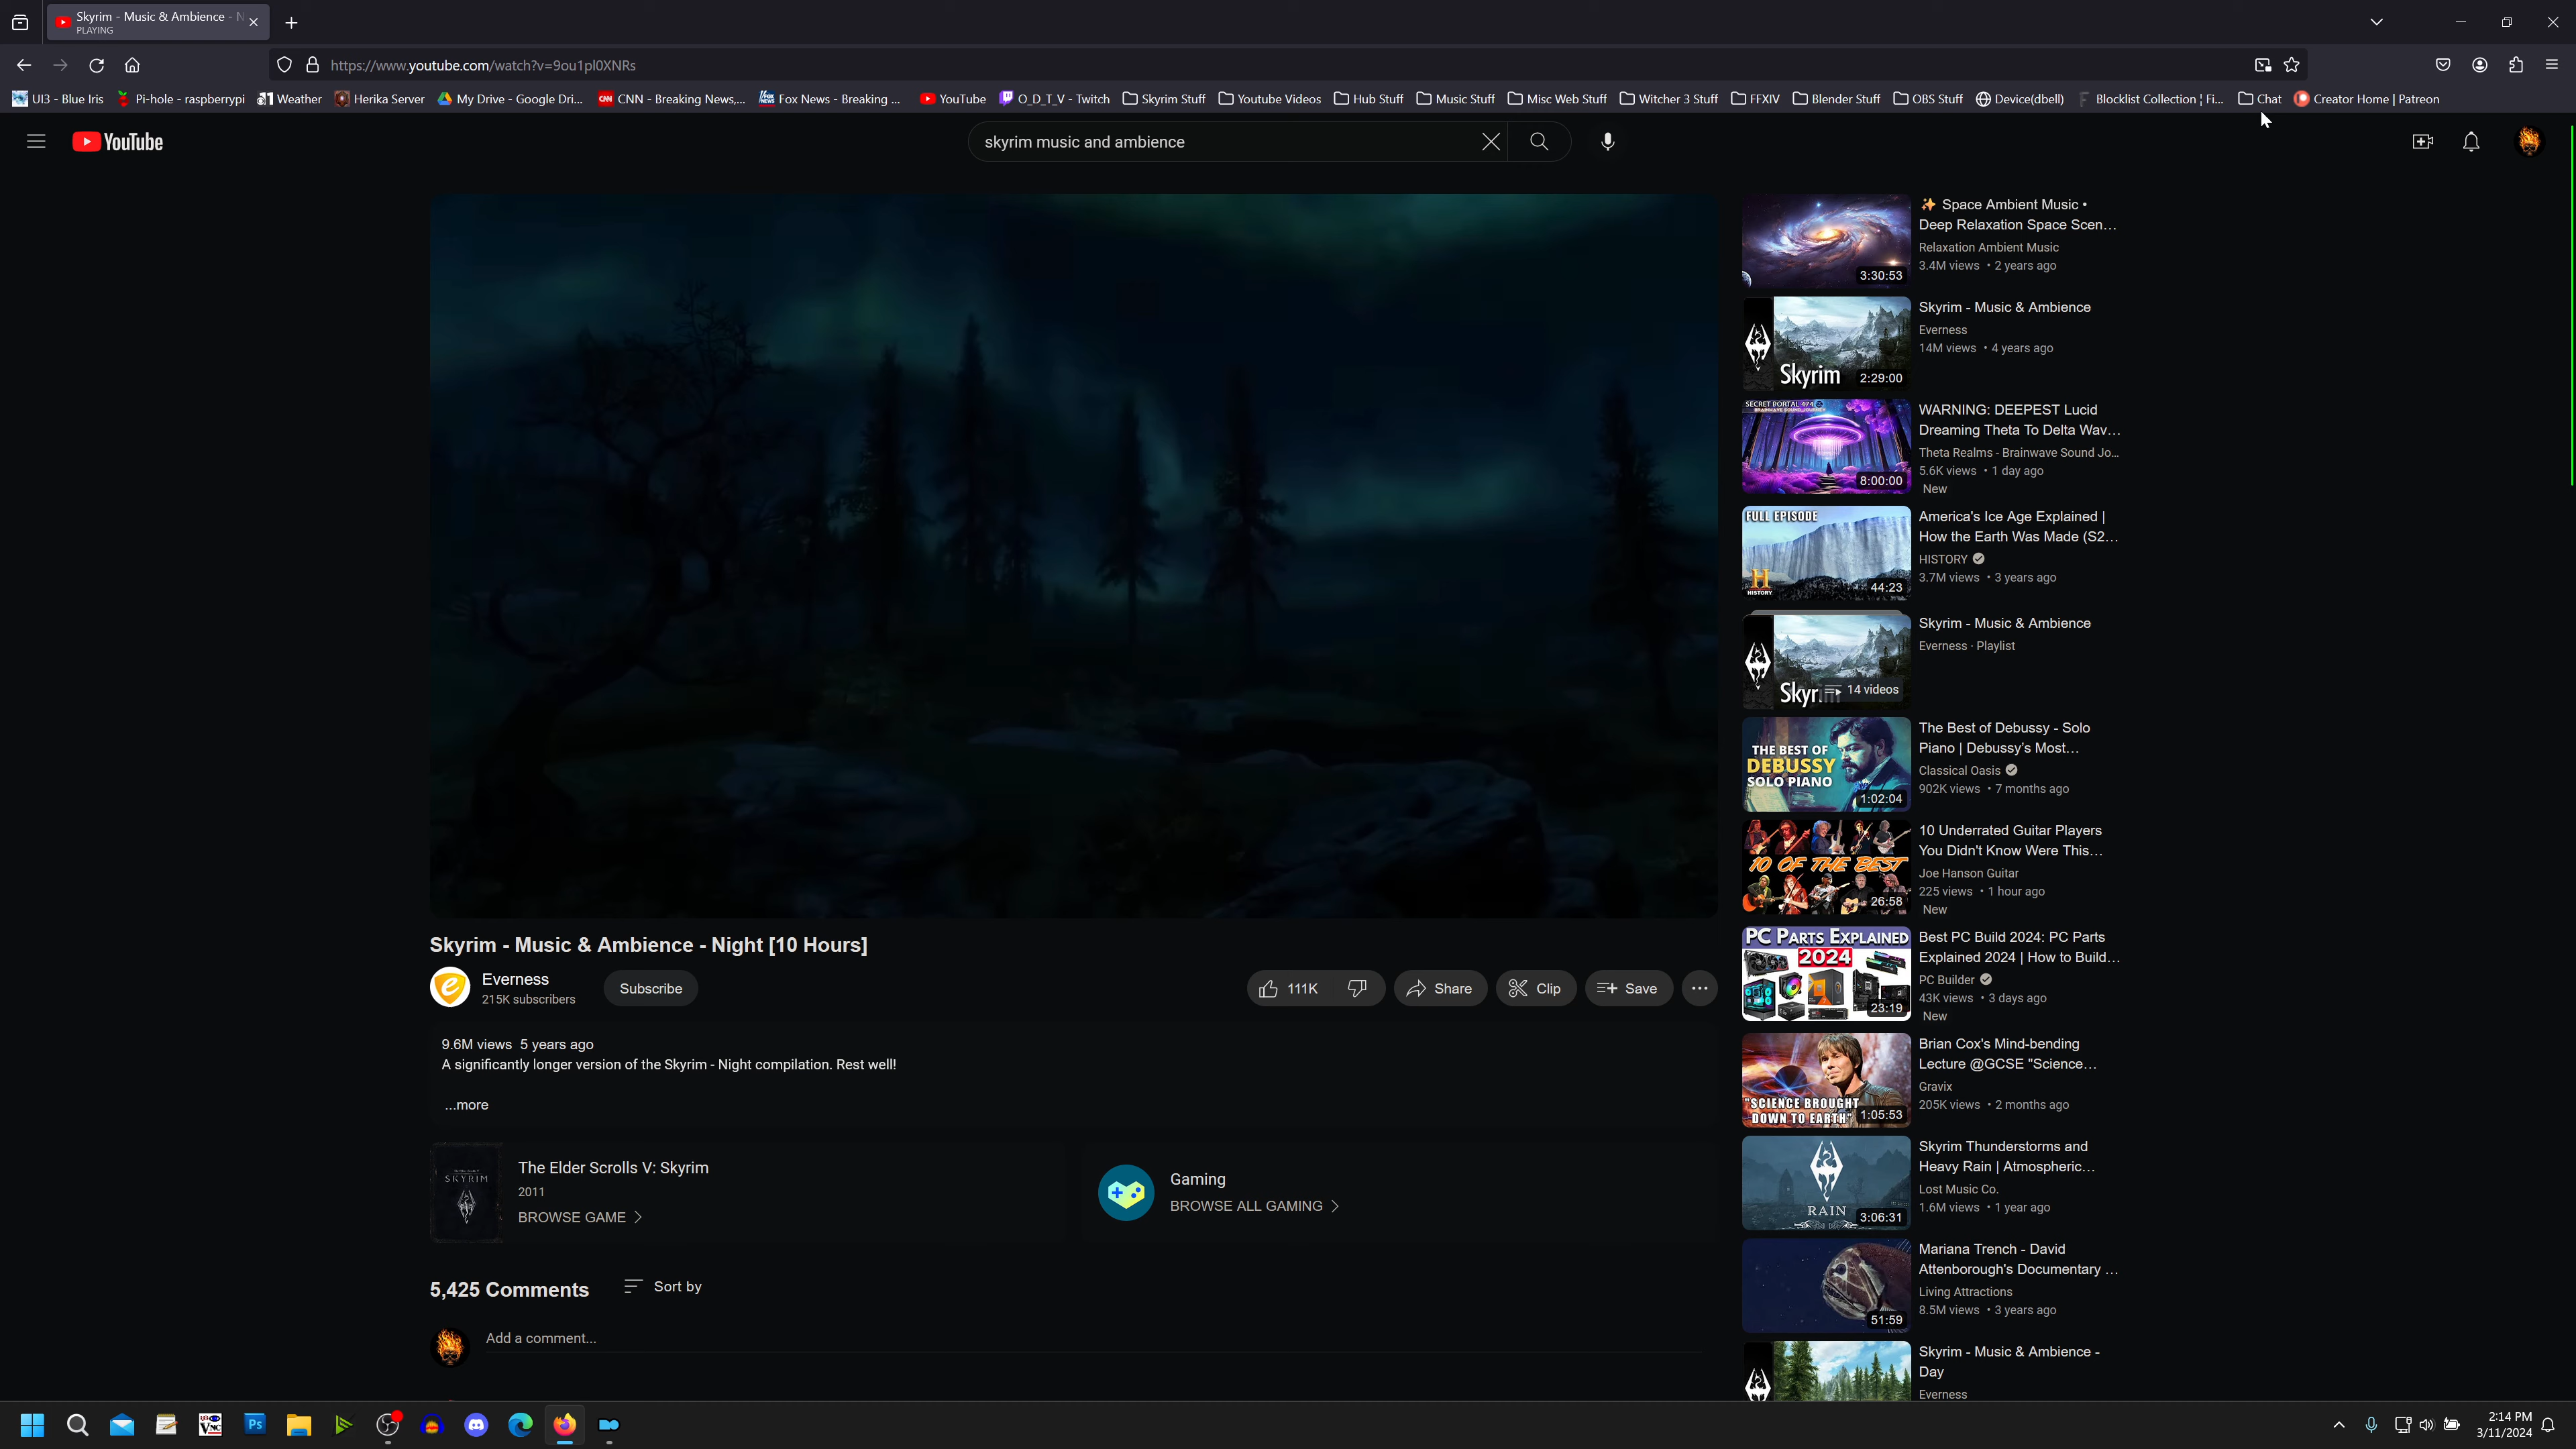 Skyrim - Music & Ambience - N
PLAYING
https://www.youtube.com/watch?v=9ou1pl0XNRs
UI3 - Blue Iris Pi-hole - raspberrypi Weather Herika Server My Drive - Google Dri... CNN - Breaking News,... Fox News - Breaking ... YouTube O_D_T_V - Twitch Skyrim Stuff Youtube Videos Hub Stuff Music Stuff Misc Web Stuff Witcher 3 Stuff FFXIV Blender Stuff OBS Stuff Device(dbell) Blocklist Collection ¦ Fi... Chat Creator Home | Patreon
YouTube
skyrim music and ambience
Skyrim - Music & Ambience - Night [10 Hours]
Everness
215K subscribers
Subscribe
111K
Share
Clip
Save
9.6M views 5 years ago
A significantly longer version of the Skyrim - Night compilation. Rest well!
...more
SKYRIM
The Elder Scrolls V: Skyrim
2011
BROWSE GAME
Gaming
BROWSE ALL GAMING
5,425 Comments
Sort by
Add a comment...
3:30:53
✨ Space Ambient Music •
Deep Relaxation Space Scen...
Relaxation Ambient Music
3.4M views • 2 years ago
Skyrim
2:29:00
Skyrim - Music & Ambience
Everness
14M views • 4 years ago
SECRET PORTAL 474
BRAINWAVE SOUND JOURNEY
8:00:00
WARNING: DEEPEST Lucid
Dreaming Theta To Delta Wav...
Theta Realms - Brainwave Sound Jo...
5.6K views • 1 day ago
New
FULL EPISODE
H
HISTORY
44:23
America's Ice Age Explained |
How the Earth Was Made (S2...
HISTORY
3.7M views • 3 years ago
Skyr
14 videos
Skyrim - Music & Ambience
Everness · Playlist
THE BEST OF
DEBUSSY
SOLO PIANO
1:02:04
The Best of Debussy - Solo
Piano | Debussy's Most...
Classical Oasis
902K views • 7 months ago
10 OF THE BEST
26:58
10 Underrated Guitar Players
You Didn't Know Were This...
Joe Hanson Guitar
225 views • 1 hour ago
New
PC PARTS EXPLAINED
2024
23:19
Best PC Build 2024: PC Parts
Explained 2024 | How to Build...
PC Builder
43K views • 3 days ago
New
"SCIENCE BROUGHT
DOWN TO EARTH"
1:05:53
Brian Cox's Mind-bending
Lecture @GCSE "Science...
Gravix
205K views • 2 months ago
RAIN
3:06:31
Skyrim Thunderstorms and
Heavy Rain | Atmospheric...
Lost Music Co.
1.6M views • 1 year ago
51:59
Mariana Trench - David
Attenborough's Documentary ...
Living Attractions
8.5M views • 3 years ago
Skyrim - Music & Ambience -
Day
Everness
Ps
VNC
2:14 PM
3/11/2024